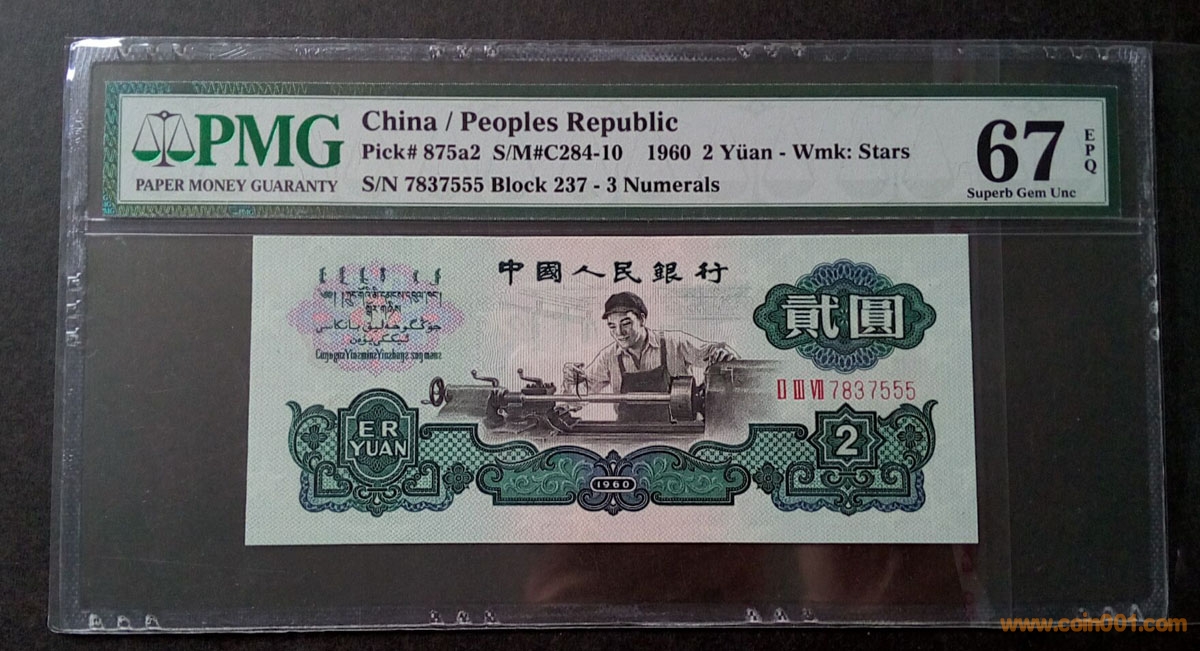 PMG
PAPER MONEY GUARANTY
China / Peoples Republic
Pick# 875a2 S/M#C284-10 1960 2 Yüan - Wmk: Stars
S/N 7837555 Block 237 - 3 Numerals
67
EPQ
Superb Gem Unc
中國人民銀行
貳圓
Ⅱ Ⅲ Ⅶ 7837555
ER
YUAN
2
1960
www.coin001.com